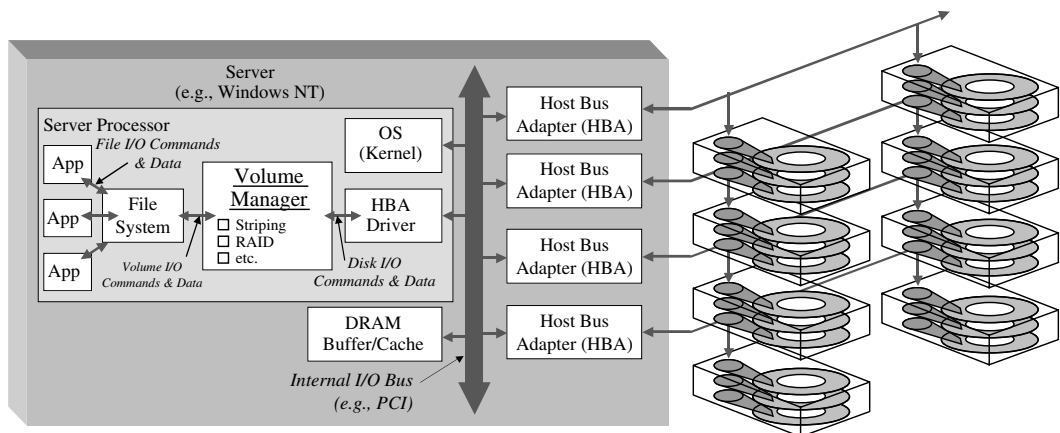 Server
(e.g., Windows NT)
Server Processor
File I/O Commands
& Data
App
App
App
File
System
Volume I/O
Commands & Data
Volume
Manager
Striping
RAID
etc.
OS
(Kernel)
HBA
Driver
Disk I/O
Commands & Data
DRAM
Buffer/Cache
Internal I/O Bus
(e.g., PCI)
Host Bus
Adapter (HBA)
Host Bus
Adapter (HBA)
Host Bus
Adapter (HBA)
Host Bus
Adapter (HBA)